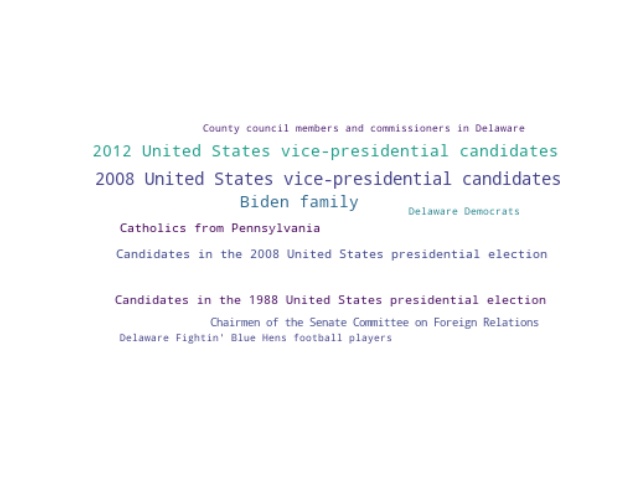 County council members and commissioners in Delaware
2012 United States vice-presidential candidates
2008 United States vice-presidential candidates
Biden family
Delaware Democrats
Catholics from Pennsylvania
Candidates in the 2008 United States presidential election
Candidates in the 1988 United States presidential election
Chairmen of the Senate Committee on Foreign Relations
Delaware Fightin' Blue Hens football players